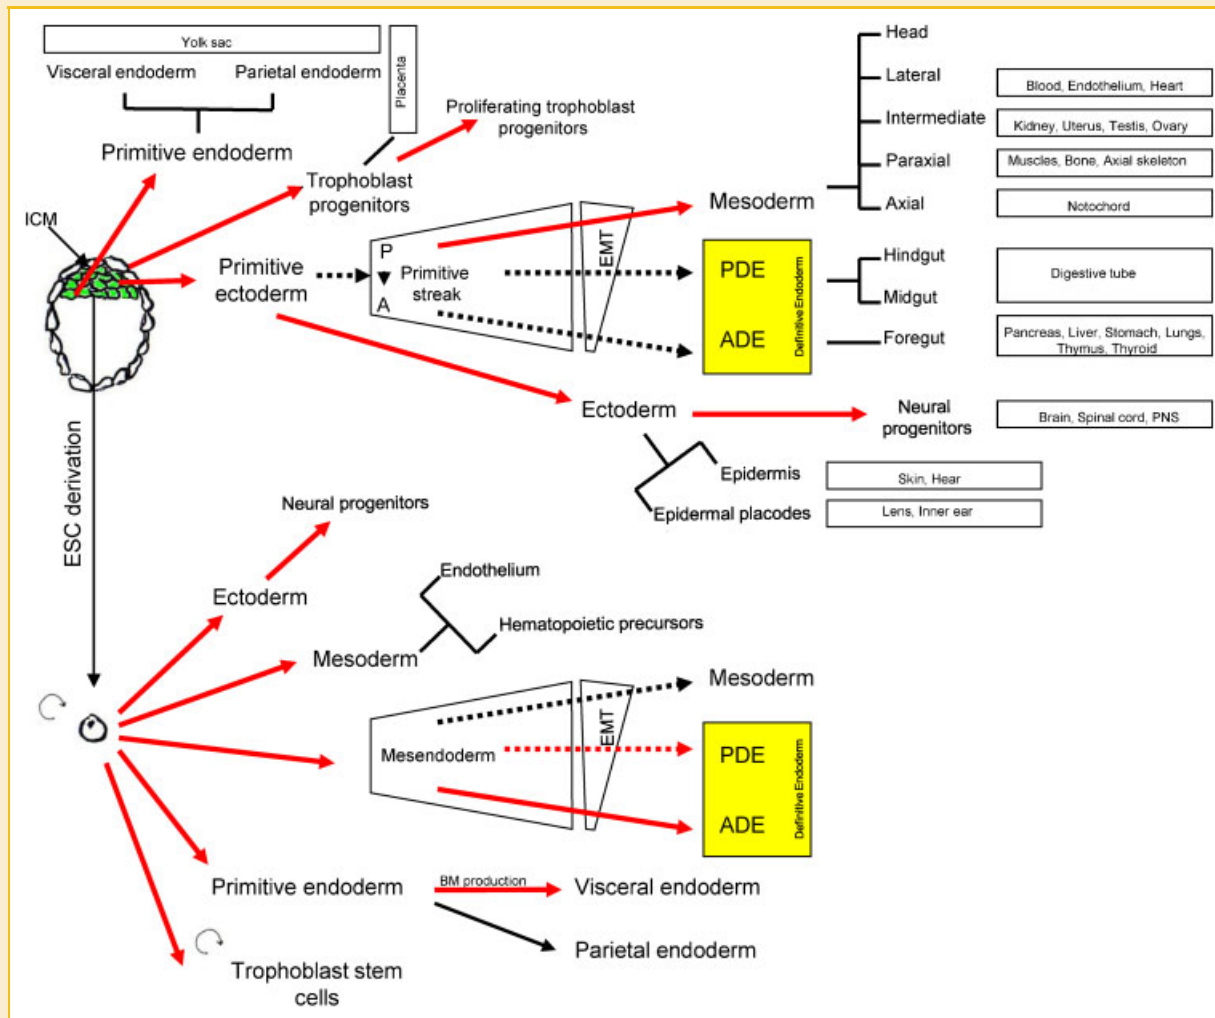 Yolk sac
Visceral endoderm
Parietal endoderm
Placenta
Primitive endoderm
Proliferating trophoblast
progenitors
Trophoblast
progenitors
ICM
Primitive
ectoderm
P
A
Primitive
streak
EMT
Mesoderm
Head
Lateral
Blood, Endothelium, Heart
Intermediate
Kidney, Uterus, Testis, Ovary
Paraxial
Muscles, Bone, Axial skeleton
Axial
Notochord
PDE
ADE
Definitive Endoderm
Hindgut
Midgut
Digestive tube
Foregut
Pancreas, Liver, Stomach, Lungs,
Thymus, Thyroid
Ectoderm
Neural
progenitors
Brain, Spinal cord, PNS
Epidermis
Skin, Hear
Epidermal placodes
Lens, Inner ear
ESC derivation
Neural progenitors
Ectoderm
Endothelium
Hematopoietic precursors
Mesoderm
Mesendoderm
EMT
Mesoderm
PDE
ADE
Definitive Endoderm
Primitive endoderm
BM production
Visceral endoderm
Parietal endoderm
Trophoblast stem
cells